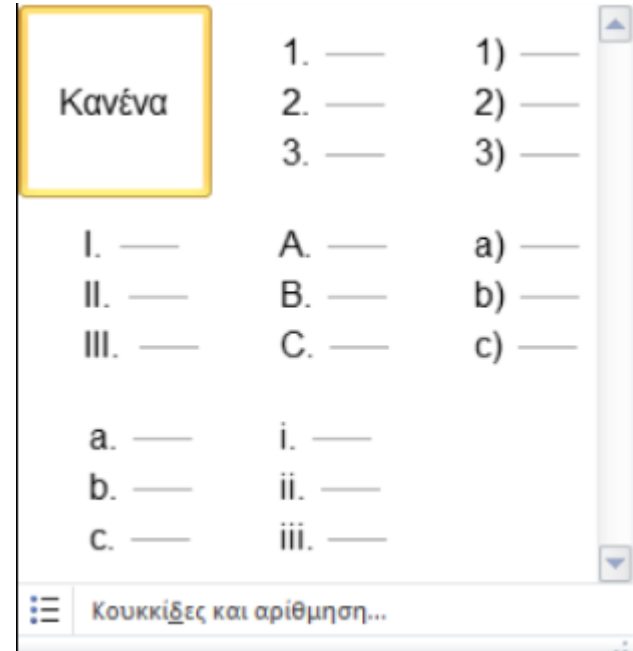 Κανένα
1.
2.
3.
1)
2)
3)
I.
II.
III.
A.
B.
C.
a)
b)
c)
a.
b.
c.
i.
ii.
iii.
Κουκκίδες και αρίθμηση...